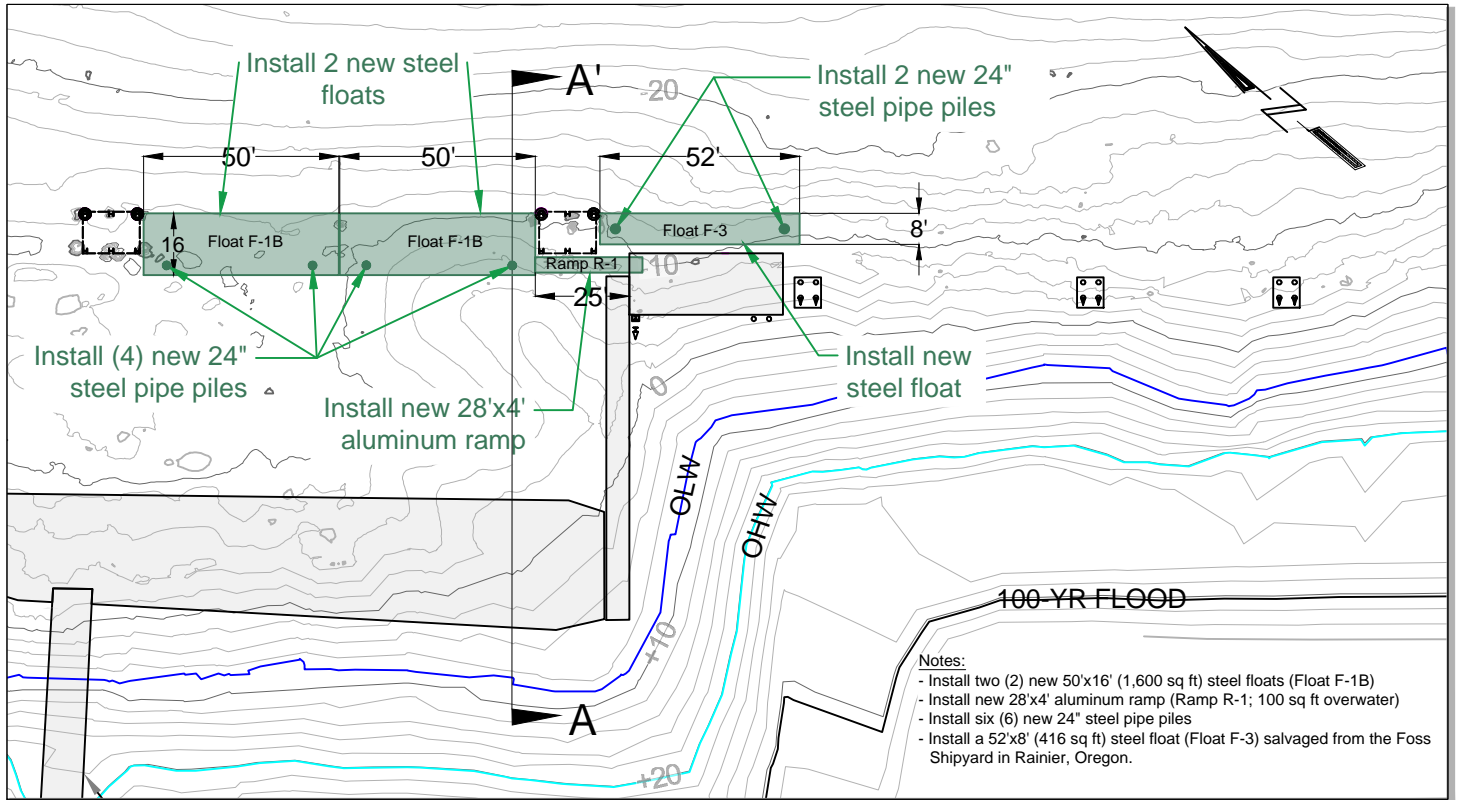 Install 2 new steel
floats
A'
-20
Install 2 new 24"
steel pipe piles
50'
50'
52'
16
Float F-1B
Float F-1B
Float F-3
8'
Ramp R-1
-10
25'
Install (4) new 24"
steel pipe piles
Install new 28'x4'
aluminum ramp
0
Install new
steel float
OLW
OHW
100-YR FLOOD
+10
A
+20
Notes:
- Install two (2) new 50'x16' (1,600 sq ft) steel floats (Float F-1B)
- Install new 28'x4' aluminum ramp (Ramp R-1; 100 sq ft overwater)
- Install six (6) new 24" steel pipe piles
- Install a 52'x8' (416 sq ft) steel float (Float F-3) salvaged from the Foss
Shipyard in Rainier, Oregon.